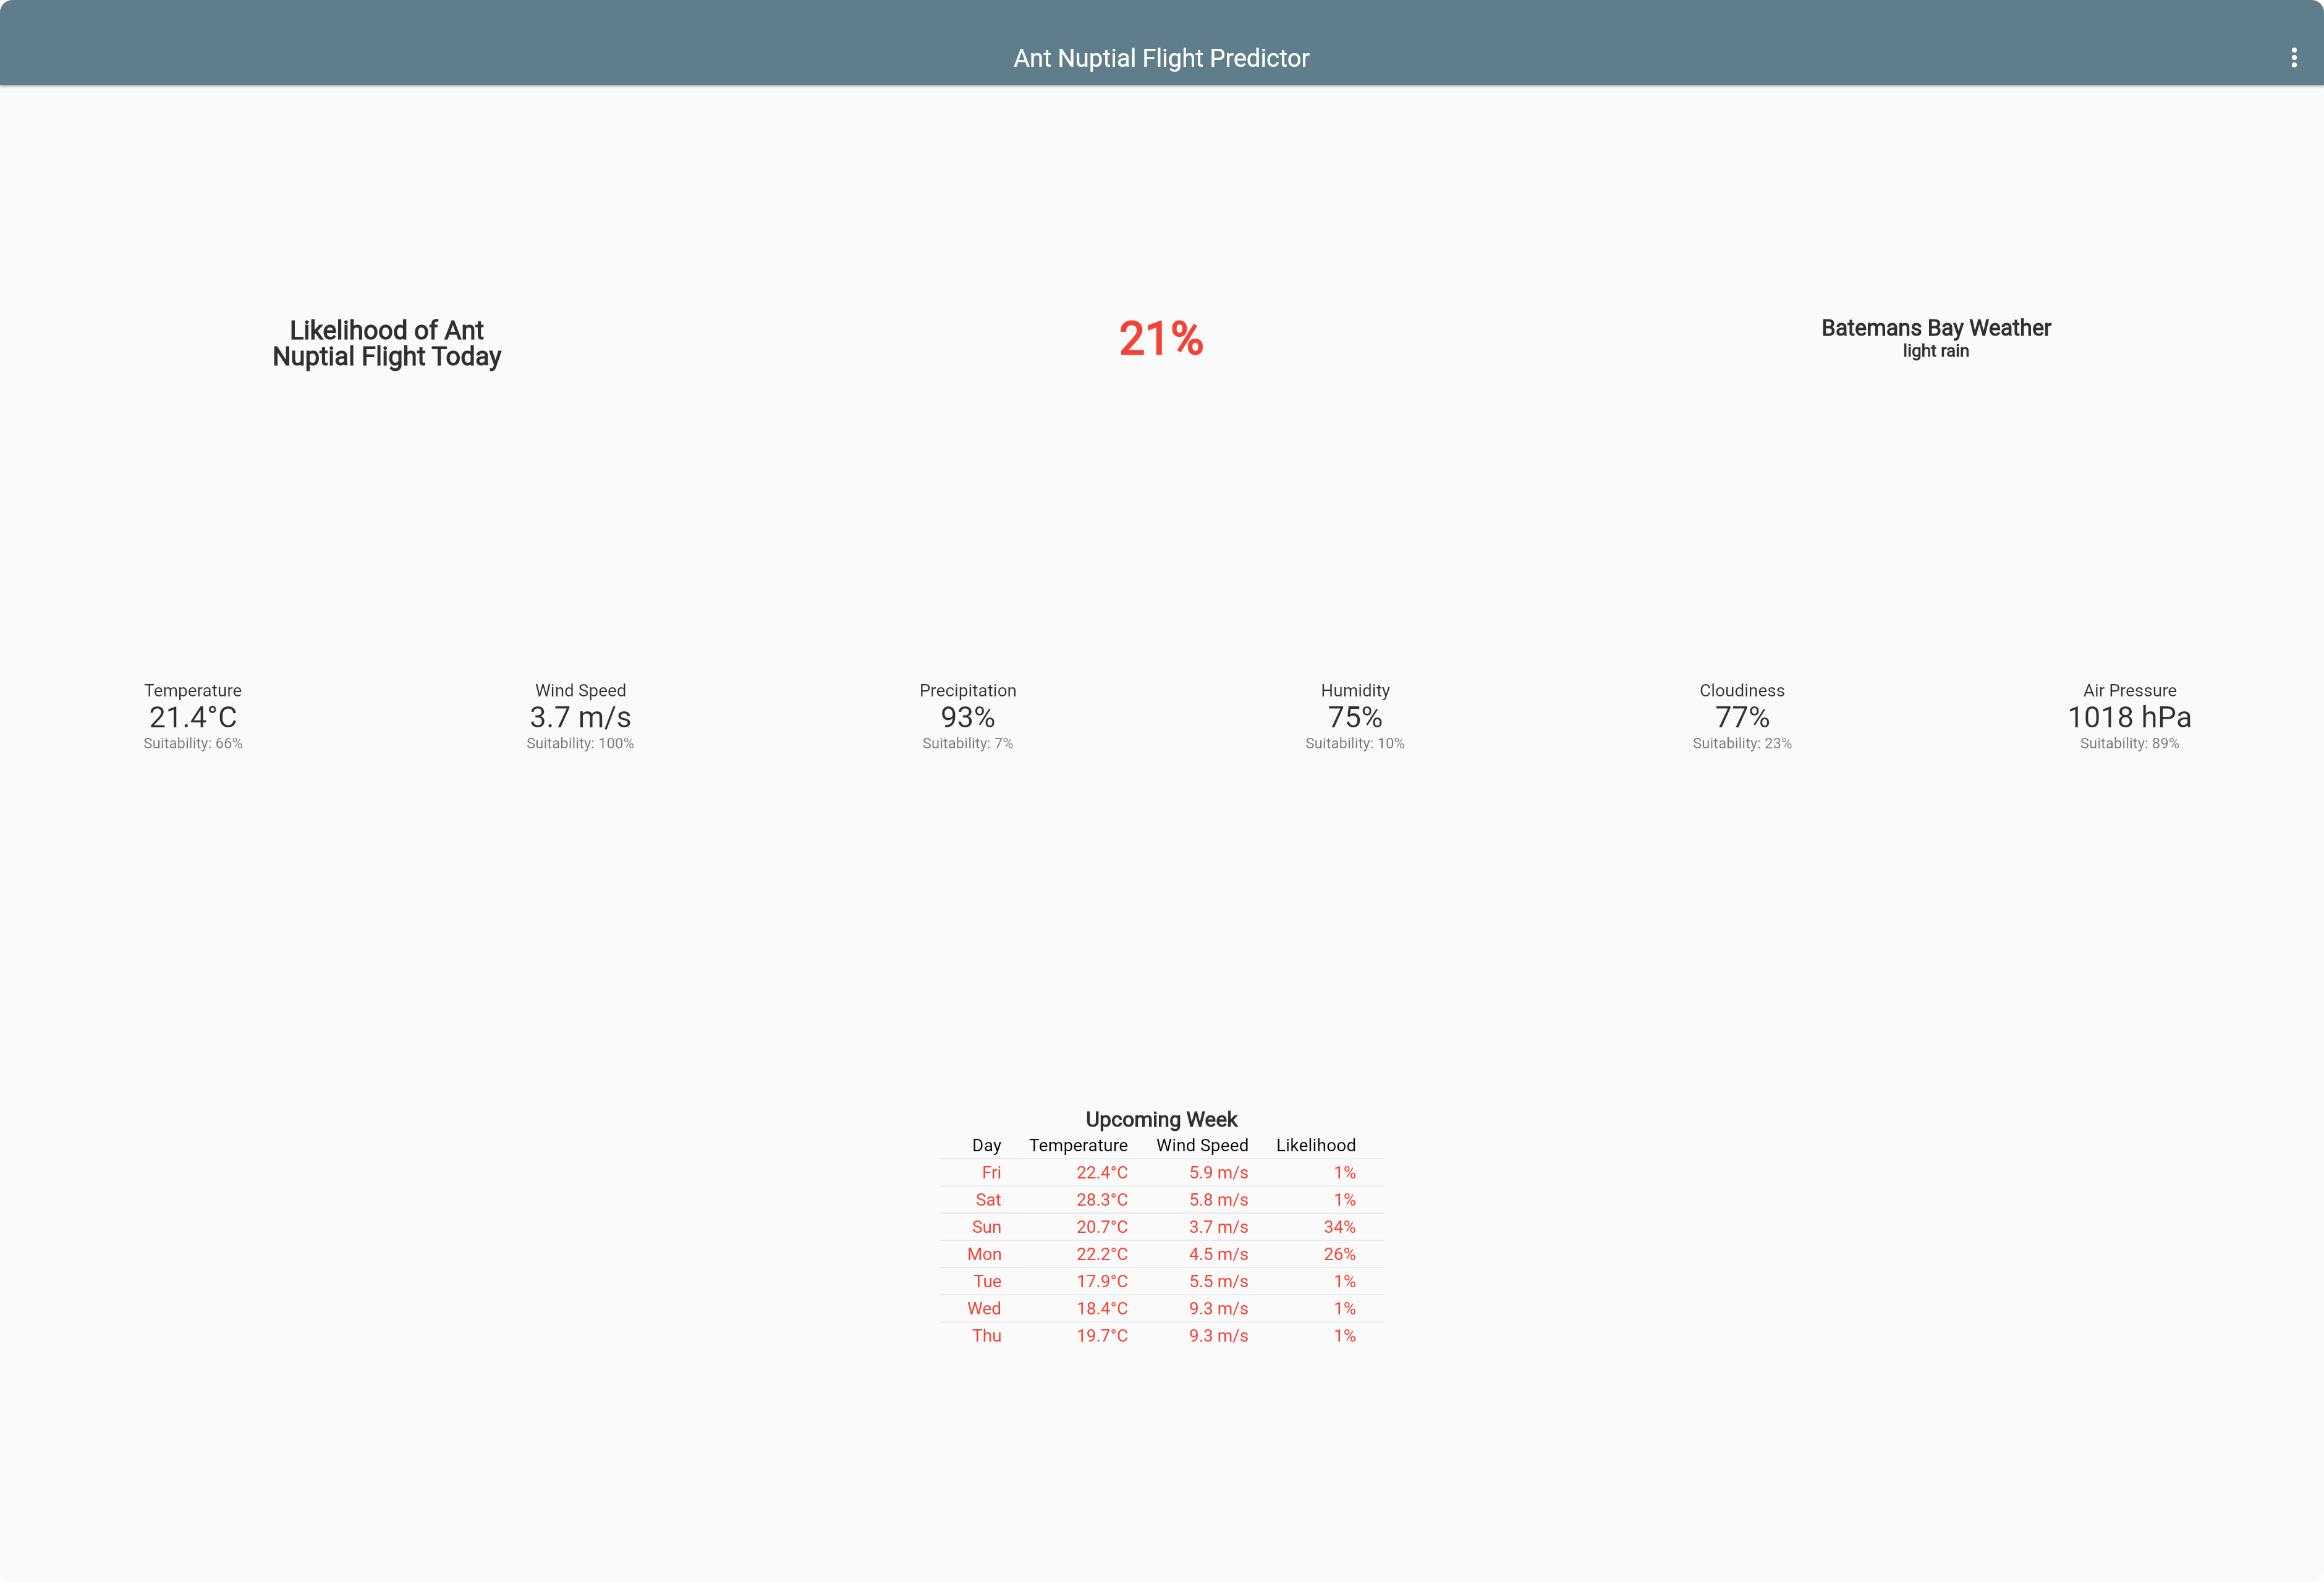 Ant Nuptial Flight Predictor
Likelihood of Ant
Nuptial Flight Today
21%
Batemans Bay Weather
light rain
Temperature
21.4°C
Suitability: 66%
Wind Speed
3.7 m/s
Suitability: 100%
Precipitation
93%
Suitability: 7%
Humidity
75%
Suitability: 10%
Cloudiness
77%
Suitability: 23%
Air Pressure
1018 hPa
Suitability: 89%
Upcoming Week
Day Temperature Wind Speed Likelihood
Fri 22.4°C 5.9 m/s 1%
Sat 28.3°C 5.8 m/s 1%
Sun 20.7°C 3.7 m/s 34%
Mon 22.2°C 4.5 m/s 26%
Tue 17.9°C 5.5 m/s 1%
Wed 18.4°C 9.3 m/s 1%
Thu 19.7°C 9.3 m/s 1%